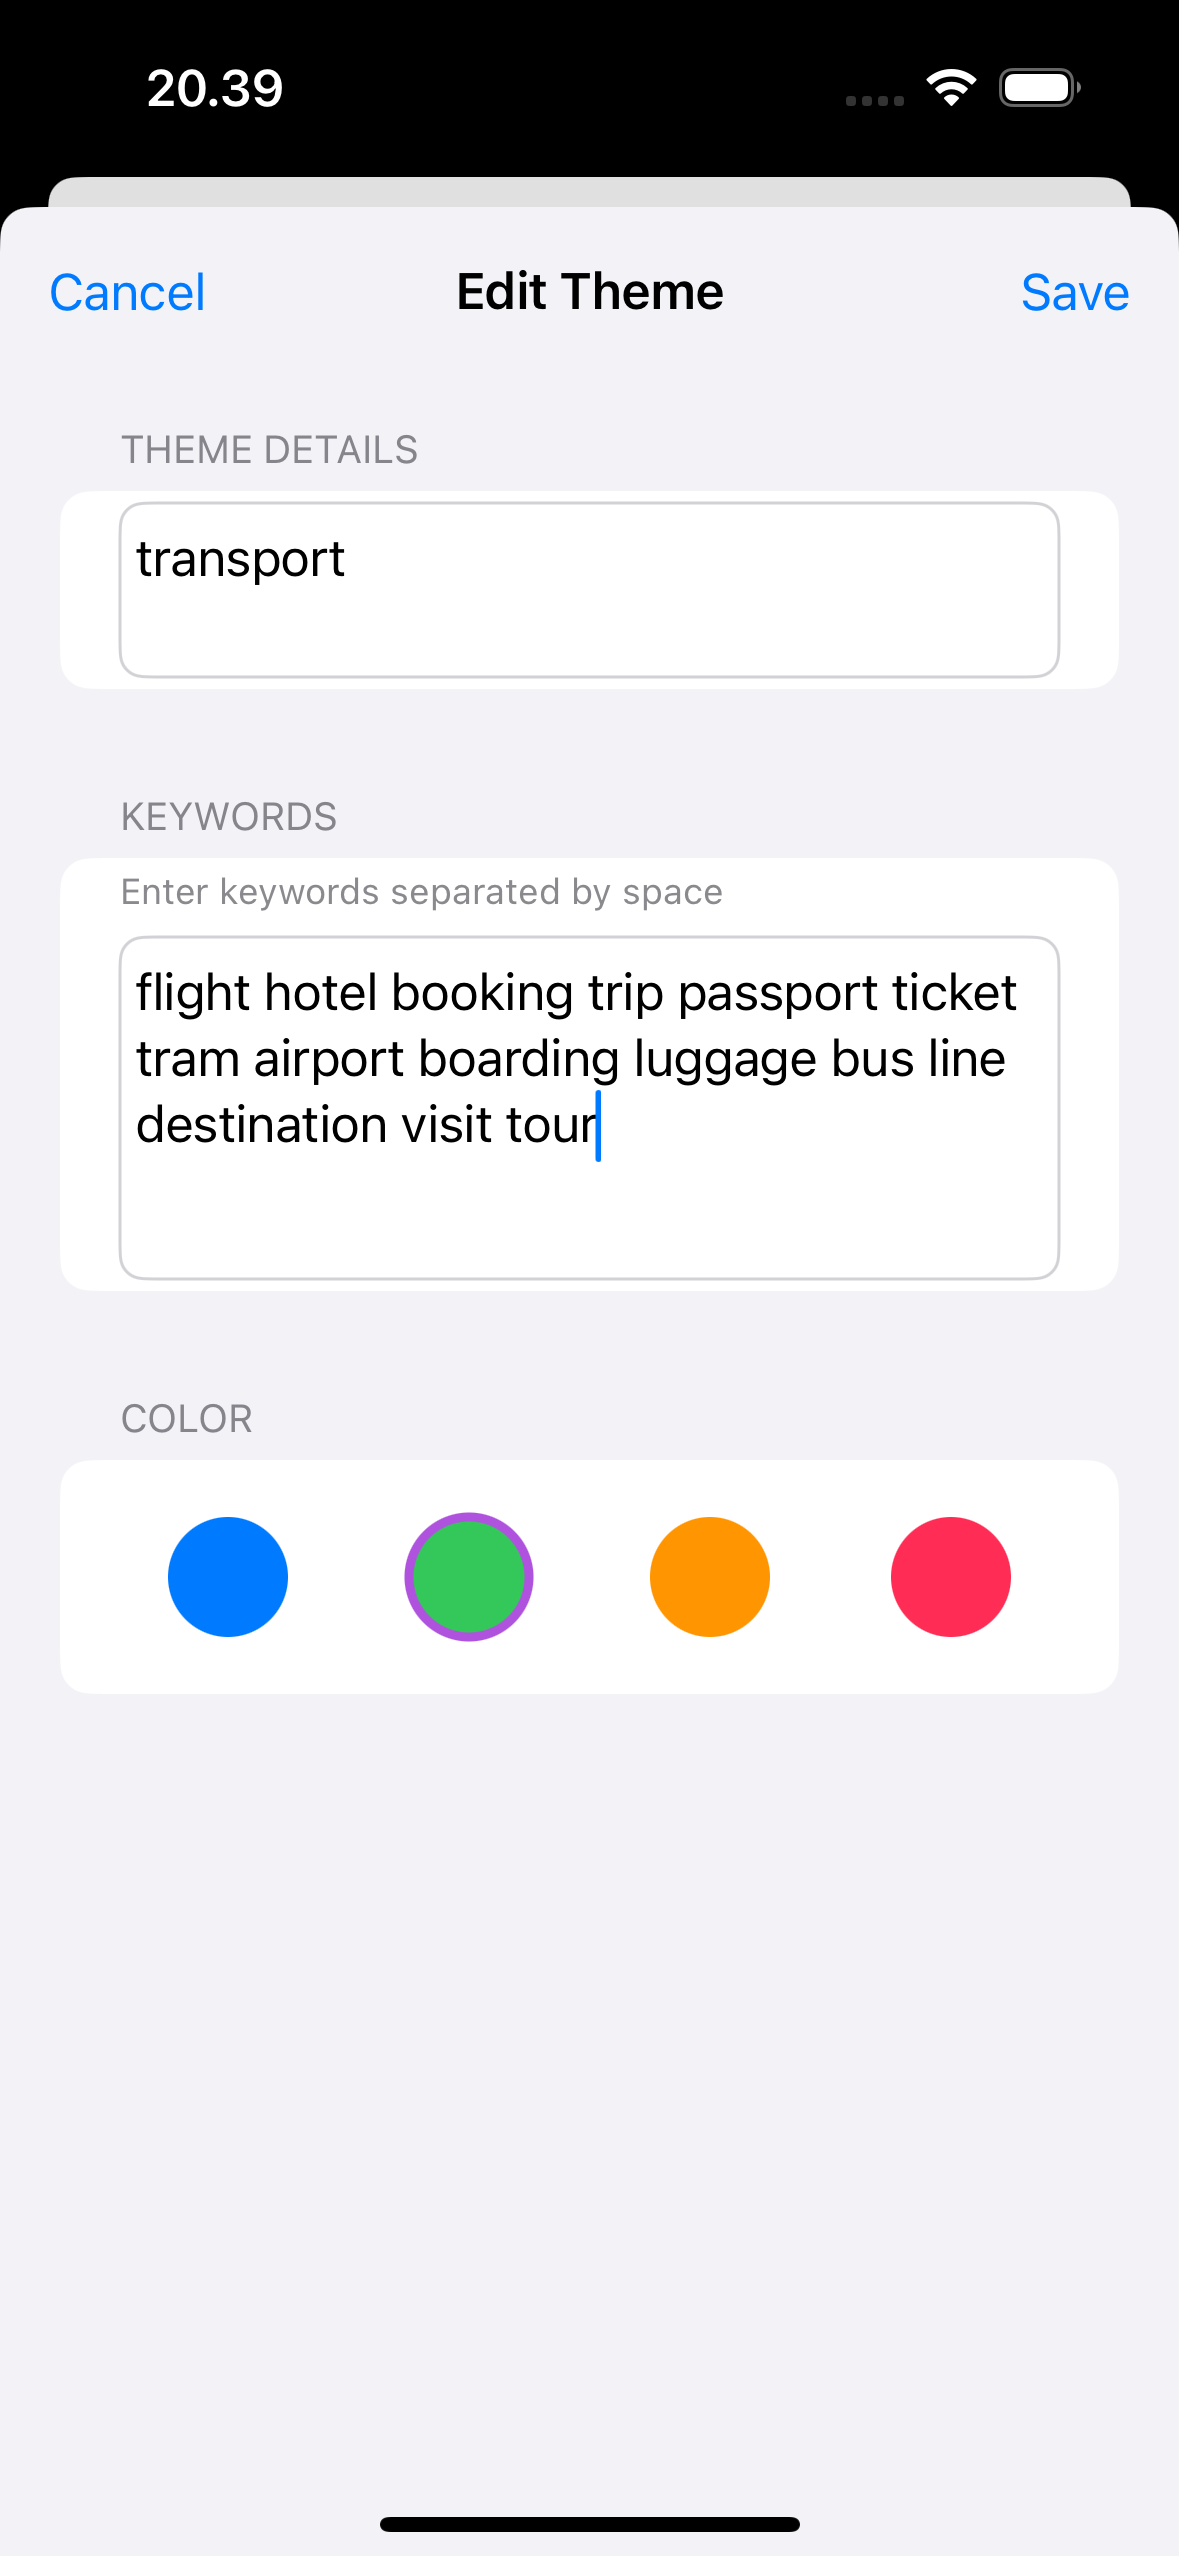 20.39
Cancel
Edit Theme
Save
THEME DETAILS
transport
KEYWORDS
Enter keywords separated by space
flight hotel booking trip passport ticket
tram airport boarding luggage bus line
destination visit tour
COLOR